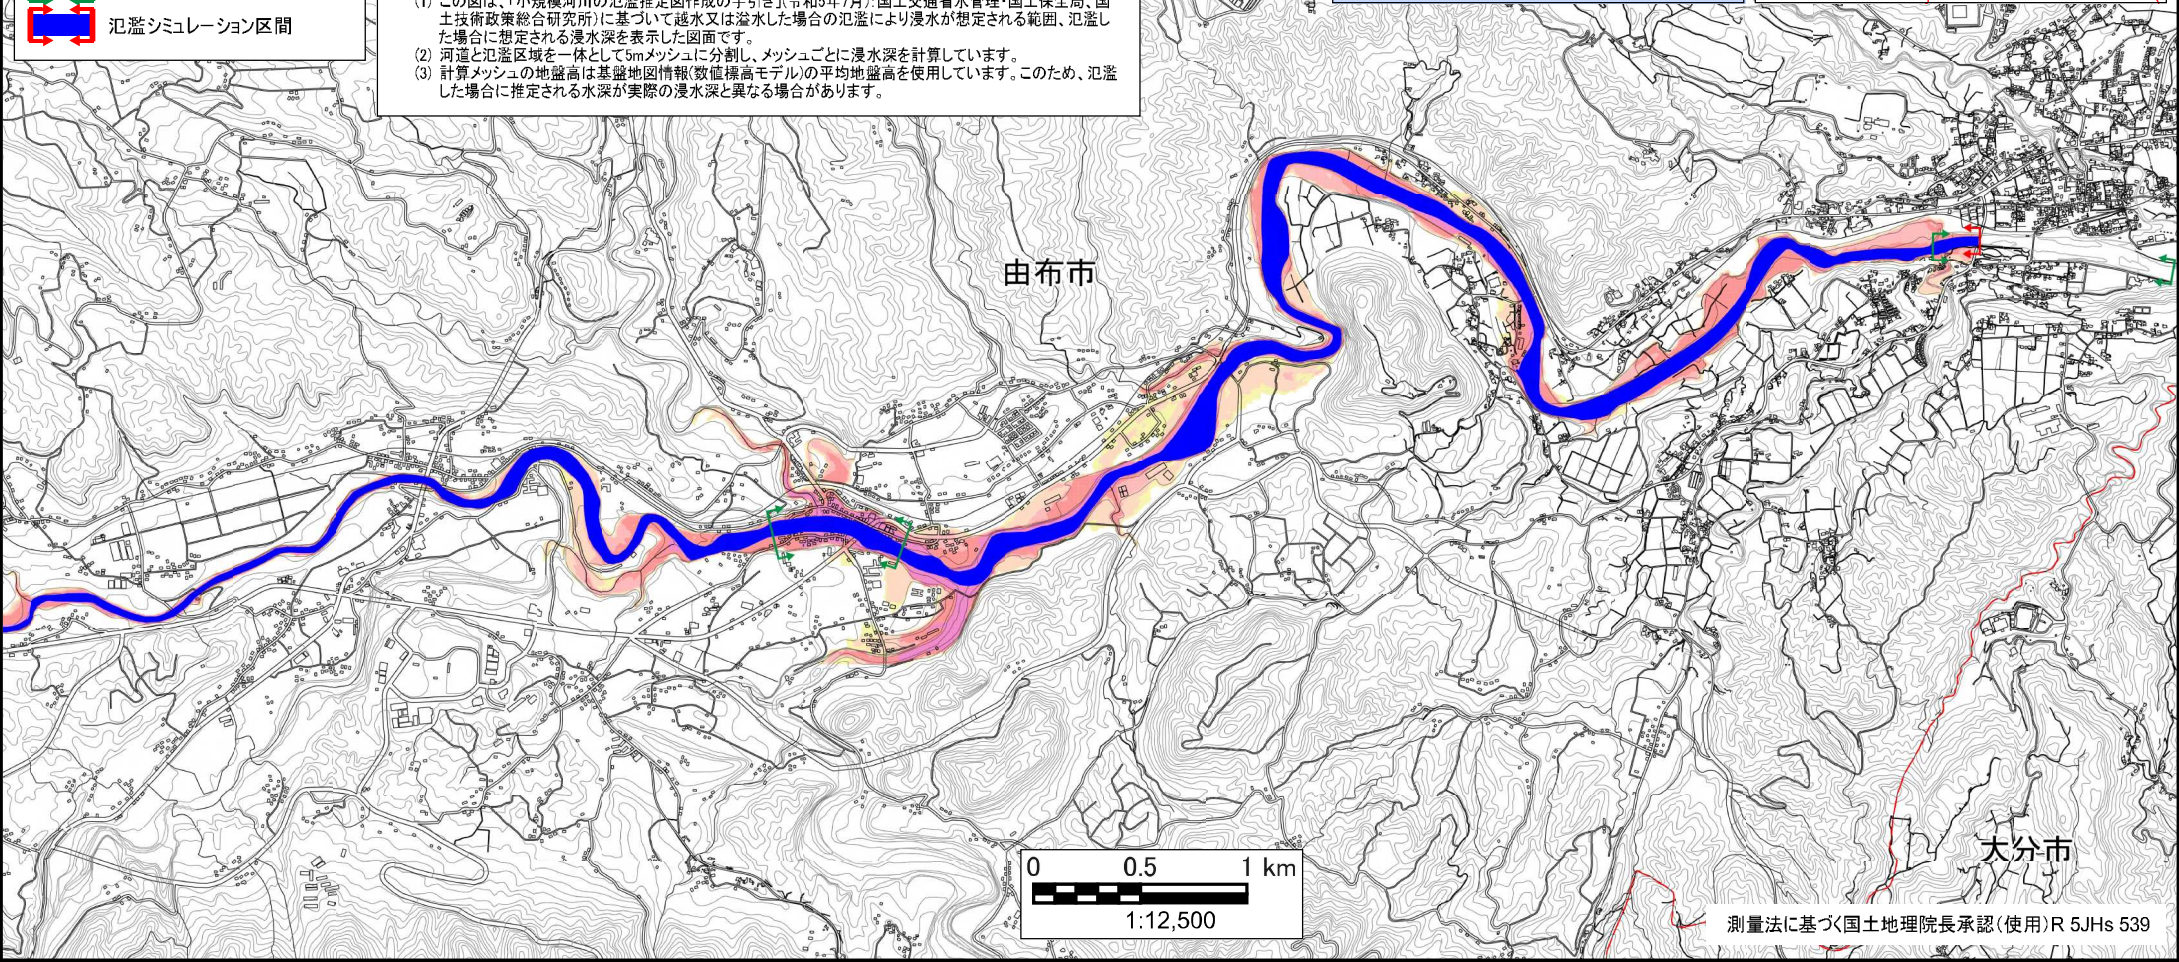 氾濫シミュレーション区間
(1) この図は、「小規模河川の氾濫推定図作成の手引き」(令和5年7月):国土交通省水管理・国土保全局、国
土技術政策総合研究所)に基づいて越水又は溢水した場合の氾濫により浸水が想定される範囲、氾濫し
た場合に想定される浸水深を表示した図面です。
(2) 河道と氾濫区域を一体として5mメッシュに分割し、メッシュごとに浸水深を計算しています。
(3) 計算メッシュの地盤高は基盤地図情報(数値標高モデル)の平均地盤高を使用しています。このため、氾濫
した場合に推定される水深が実際の浸水深と異なる場合があります。
由布市
大分市
0 0.5 1 km
1:12,500
測量法に基づく国土地理院長承認(使用)R 5JHs 539